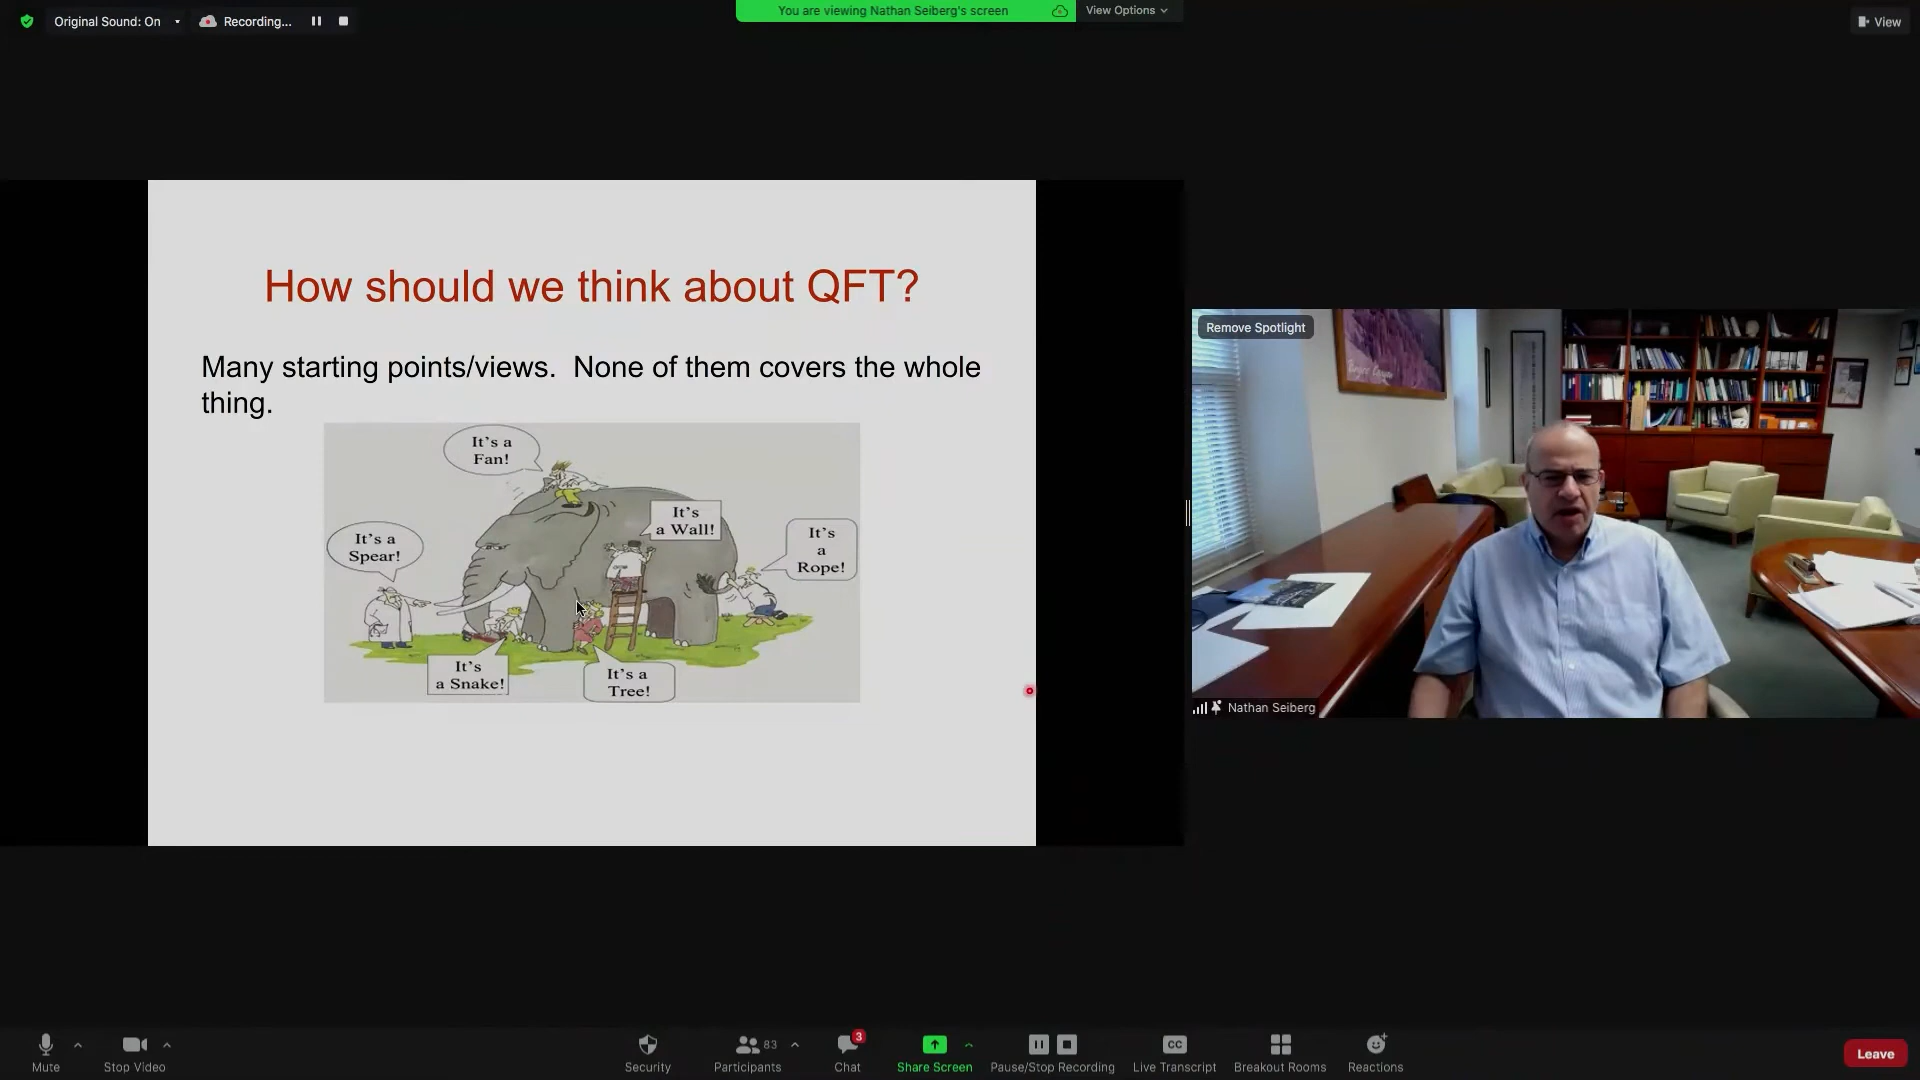 Original Sound: On
Recording...
You are viewing Nathan Seiberg's screen
View Options
View
How should we think about QFT?
Many starting points/views. None of them covers the whole
thing.
It's a
Fan!
It's
a Wall!
It's a
Spear!
It's
a
Rope!
It's
a Snake!
It's a
Tree!
Remove Spotlight
Nathan Seiberg
Mute
Stop Video
Security
83
Participants
3
Chat
Share Screen
Pause/Stop Recording
CC
Live Transcript
Breakout Rooms
Reactions
Leave